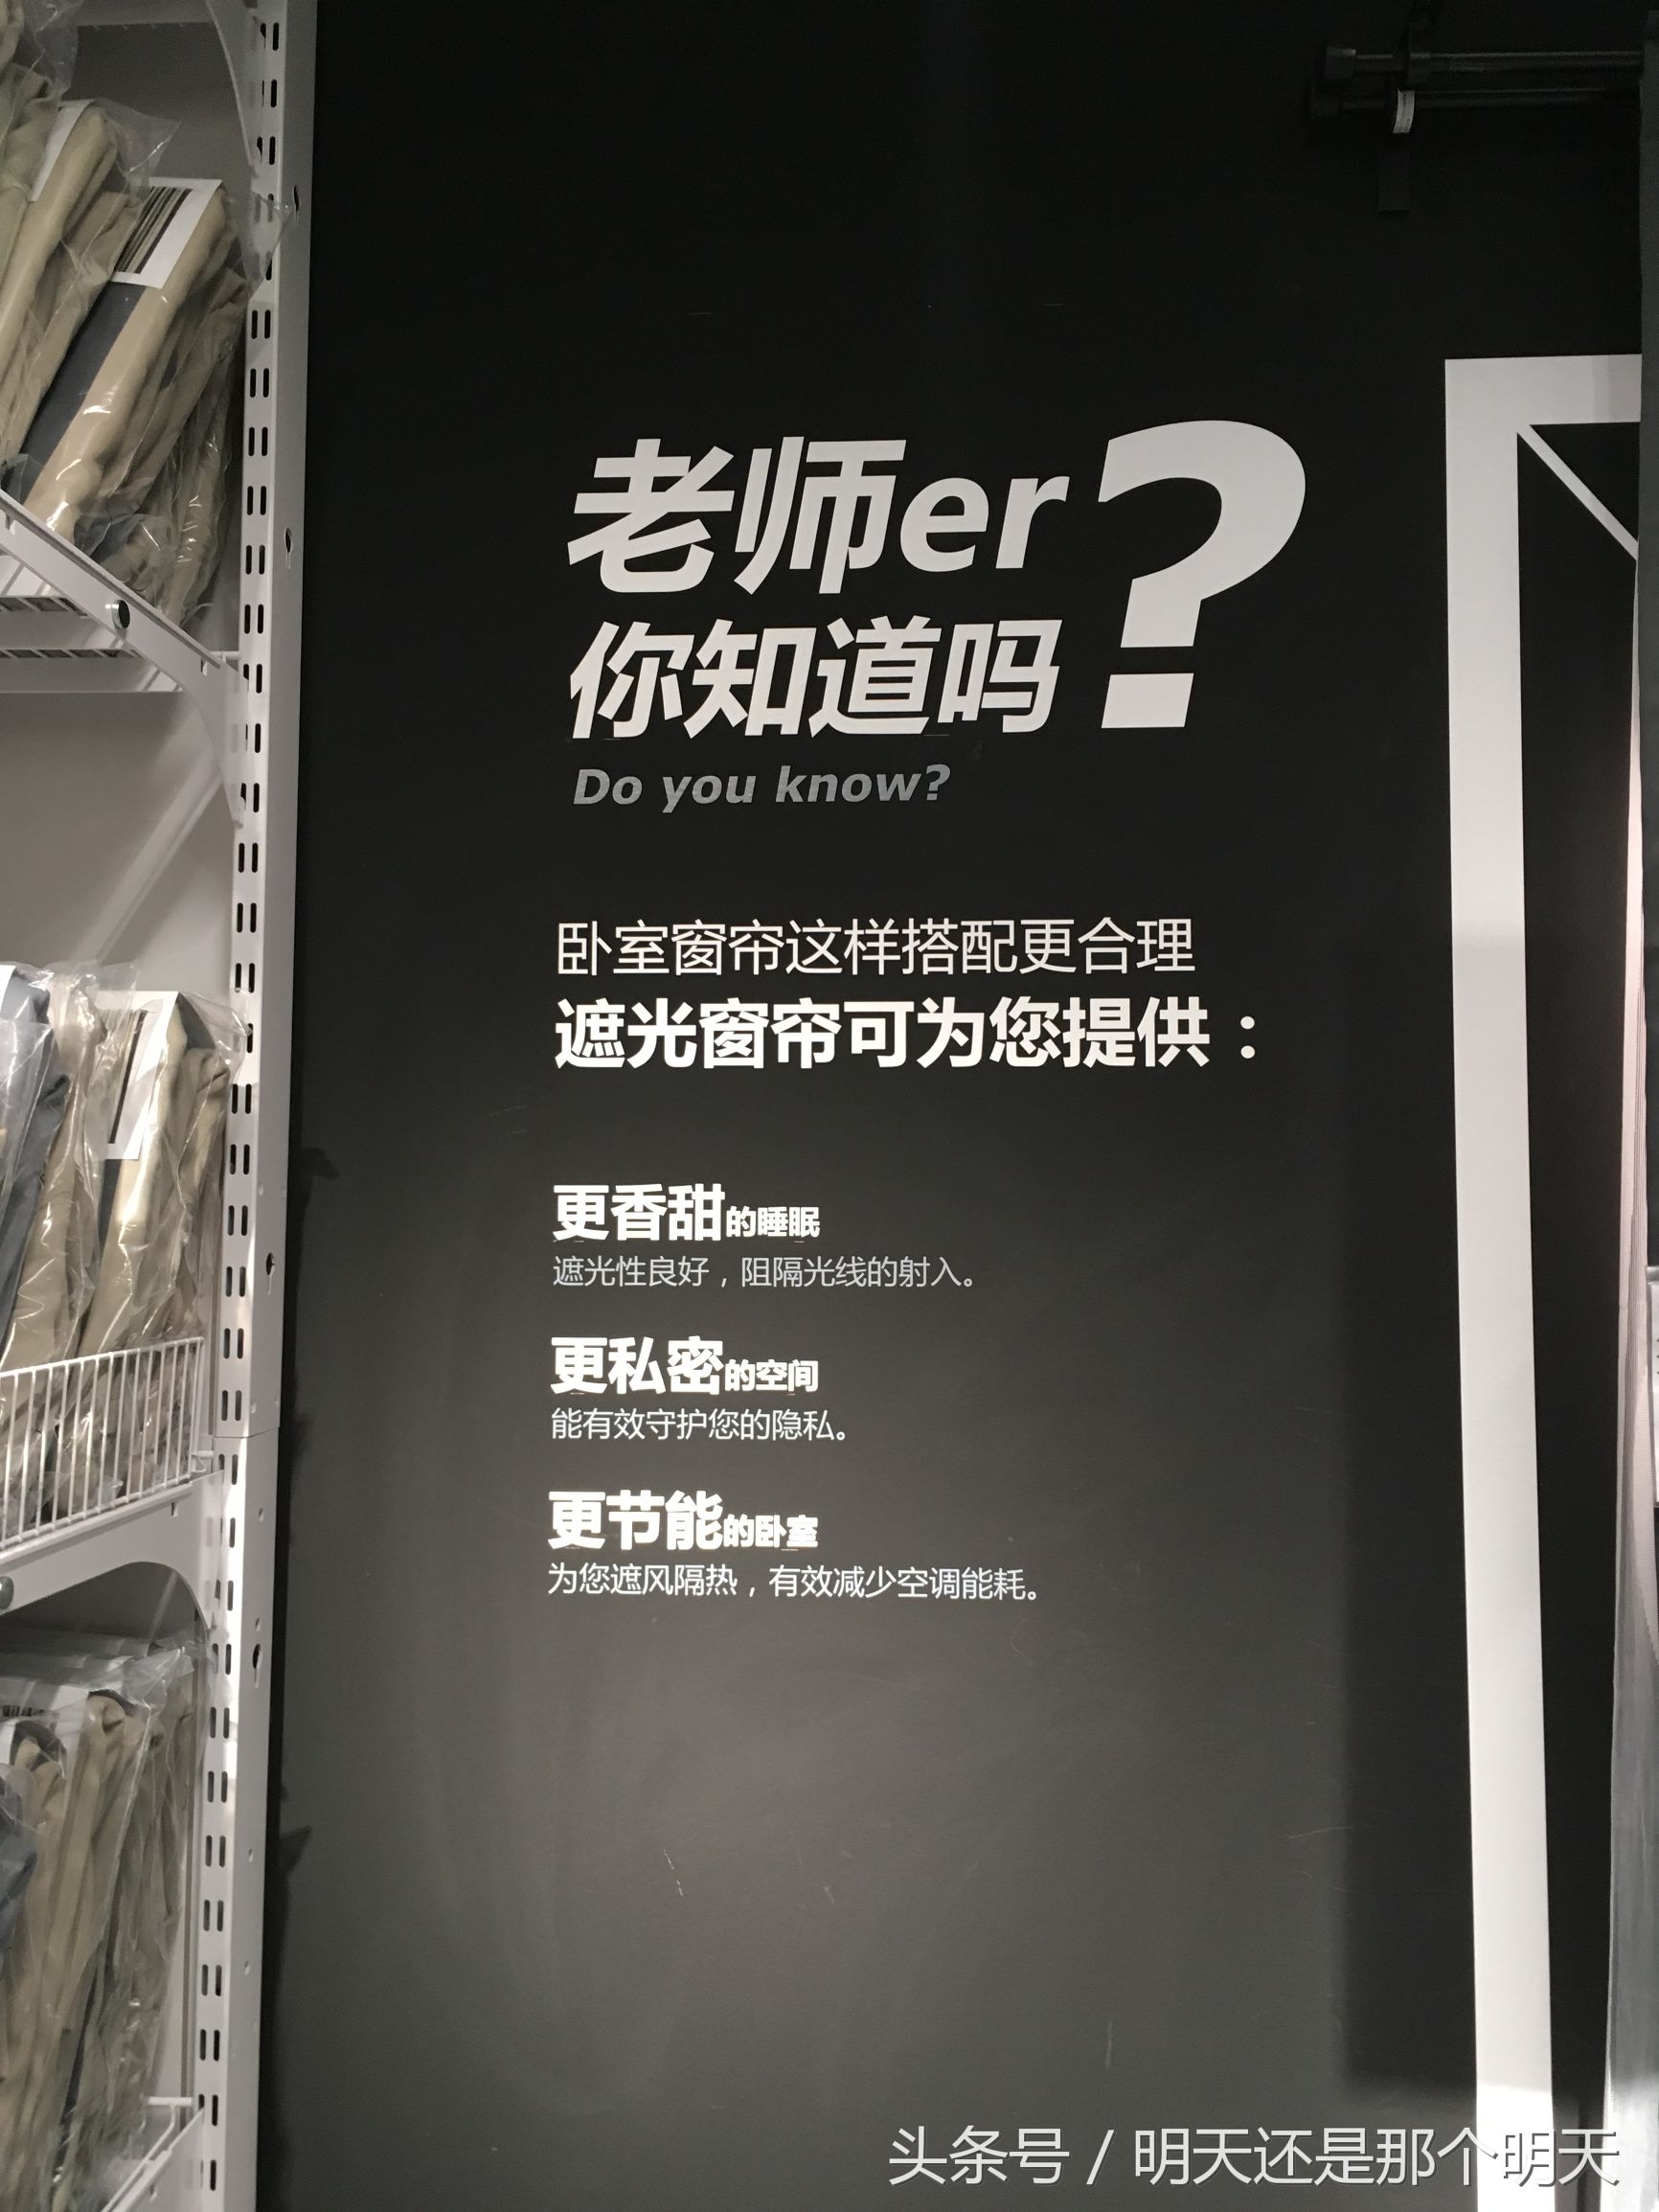 老师er
你知道吗?
Do you know?
卧室窗帘这样搭配更合理
遮光窗帘可为您提供：
更香甜的睡眠
遮光性良好，阻隔光线的射入。
更私密的空间
能有效守护您的隐私。
更节能的卧室
为您遮风隔热，有效减少空调能耗。
头条号 / 明天还是那个明天